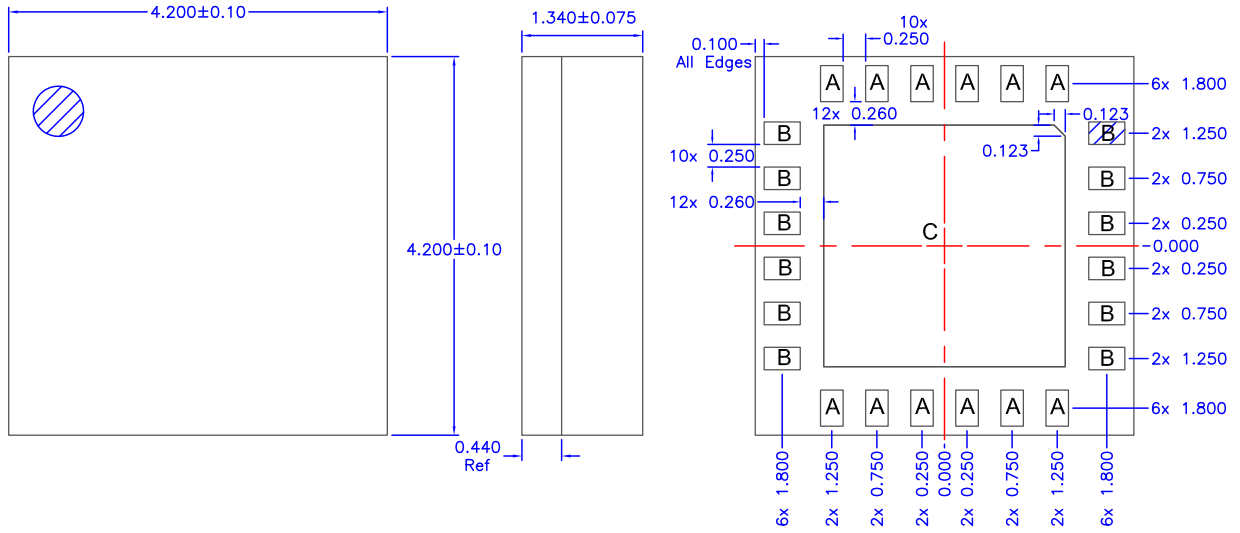 4.200±0.10
1.340±0.075
10x
0.250
0.100
All Edges
A A A A A A
6x 1.800
12x 0.260
0.123
B
B
2x 1.250
0.123
10x 0.250
B
B
2x 0.750
12x 0.260
B
B
2x 0.250
C
4.200±0.10
0.000
B
B
2x 0.250
B
B
2x 0.750
B
B
2x 1.250
A A A A A A
6x 1.800
0.440
Ref
6x 1.800
2x 1.250
2x 0.750
2x 0.250
0.000
2x 0.250
2x 0.750
2x 1.250
6x 1.800